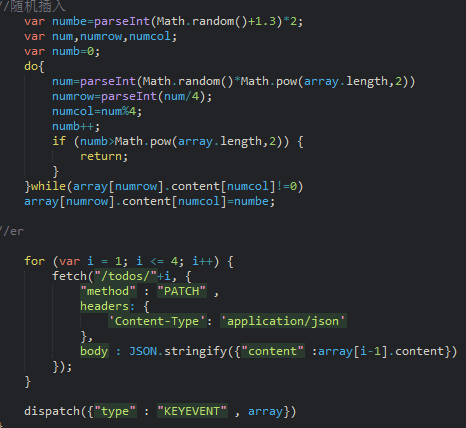 //随机插入
var numbe=parseInt(Math.random()+1.3)*2;
var num,numrow,numcol;
var numb=0;
do{
num=parseInt(Math.random()*Math.pow(array.length,2))
numrow=parseInt(num/4);
numcol=num%4;
numb++;
if (numb>Math.pow(array.length,2)) {
return;
}
}while(array[numrow].content[numcol]!=0)
array[numrow].content[numcol]=numbe;
//er
for (var i = 1; i <= 4; i++) {
fetch("/todos/"+i, {
"method" : "PATCH" ,
headers: {
'Content-Type': 'application/json'
},
body : JSON.stringify({"content" :array[i-1].content})
});
}
dispatch({"type" : "KEYEVENT" , array})